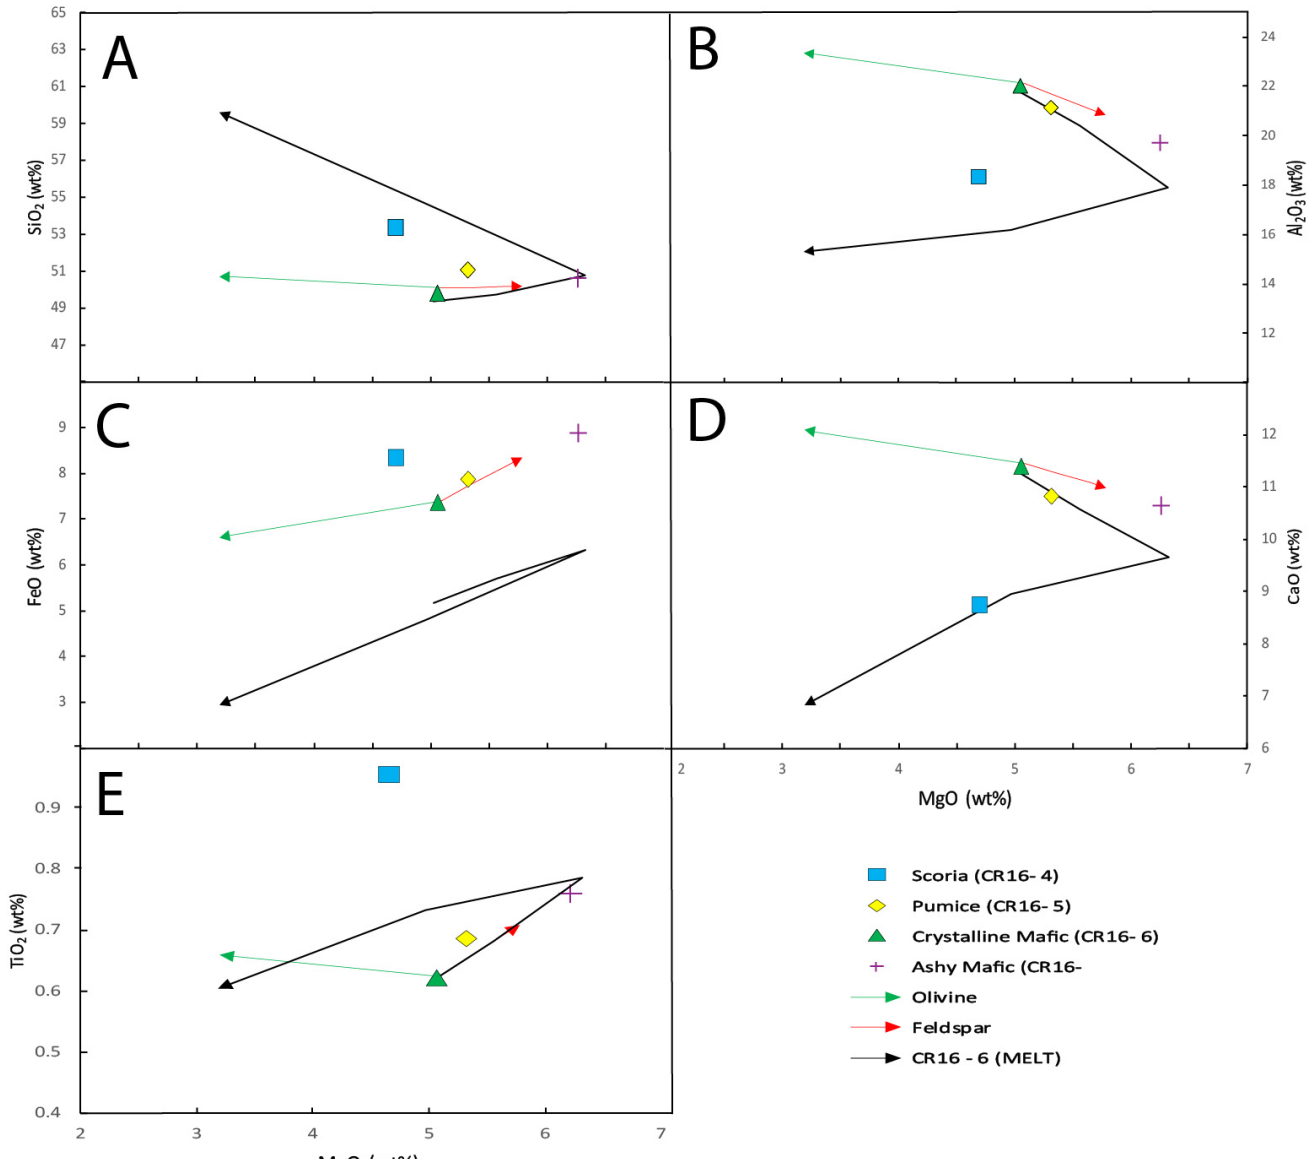 A
65
63
61
59
57
55
53
51
49
47
SiO2 (wt%)
B
24
22
20
18
16
14
12
Al2O3 (wt%)
C
9
8
7
6
5
4
3
FeO (wt%)
D
12
11
10
9
8
7
6
CaO (wt%)
2 3 4 5 6 7
MgO (wt%)
E
0.9
0.8
0.7
0.6
0.5
0.4
TiO2 (wt%)
2 3 4 5 6 7
MgO (wt%)
Scoria (CR16- 4)
Pumice (CR16- 5)
Crystalline Mafic (CR16- 6)
Ashy Mafic (CR16-
Olivine
Feldspar
CR16 - 6 (MELT)